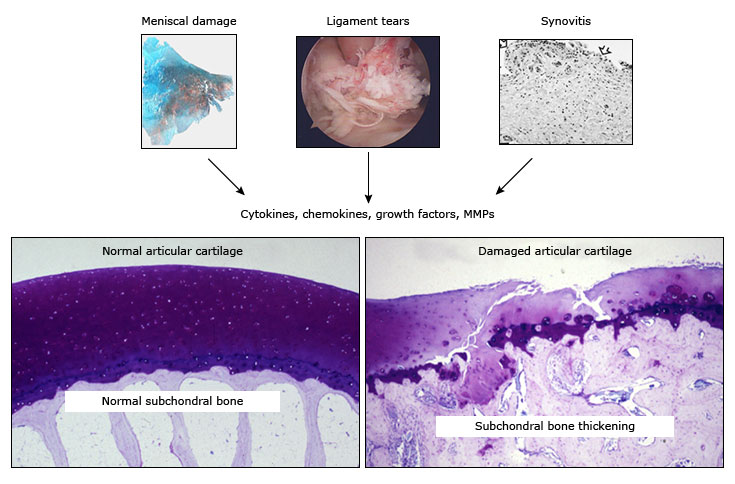 Meniscal damage
Ligament tears
Synovitis
Cytokines, chemokines, growth factors, MMPs
Normal articular cartilage
Damaged articular cartilage
Normal subchondral bone
Subchondral bone thickening